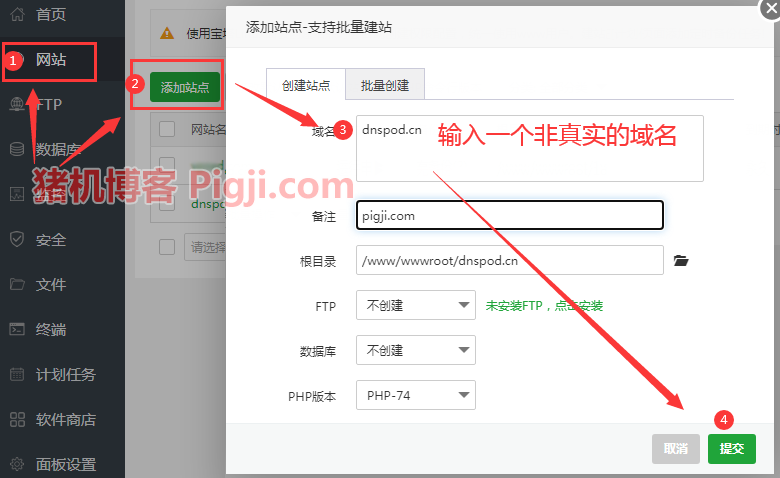 首页
网站
FTP
数据库
监控
安全
文件
终端
计划任务
软件商店
面板设置
1
2
使用宝塔
添加站点
网站名
dnspo
请选择
添加站点-支持批量建站
创建站点
批量创建
域名
3
dnspod.cn
输入一个非真实的域名
猪机博客 Pigji.com
备注
pigji.com
根目录
/www/wwwroot/dnspod.cn
FTP
不创建
未安装FTP，点击安装
数据库
不创建
PHP版本
PHP-74
4
取消
提交